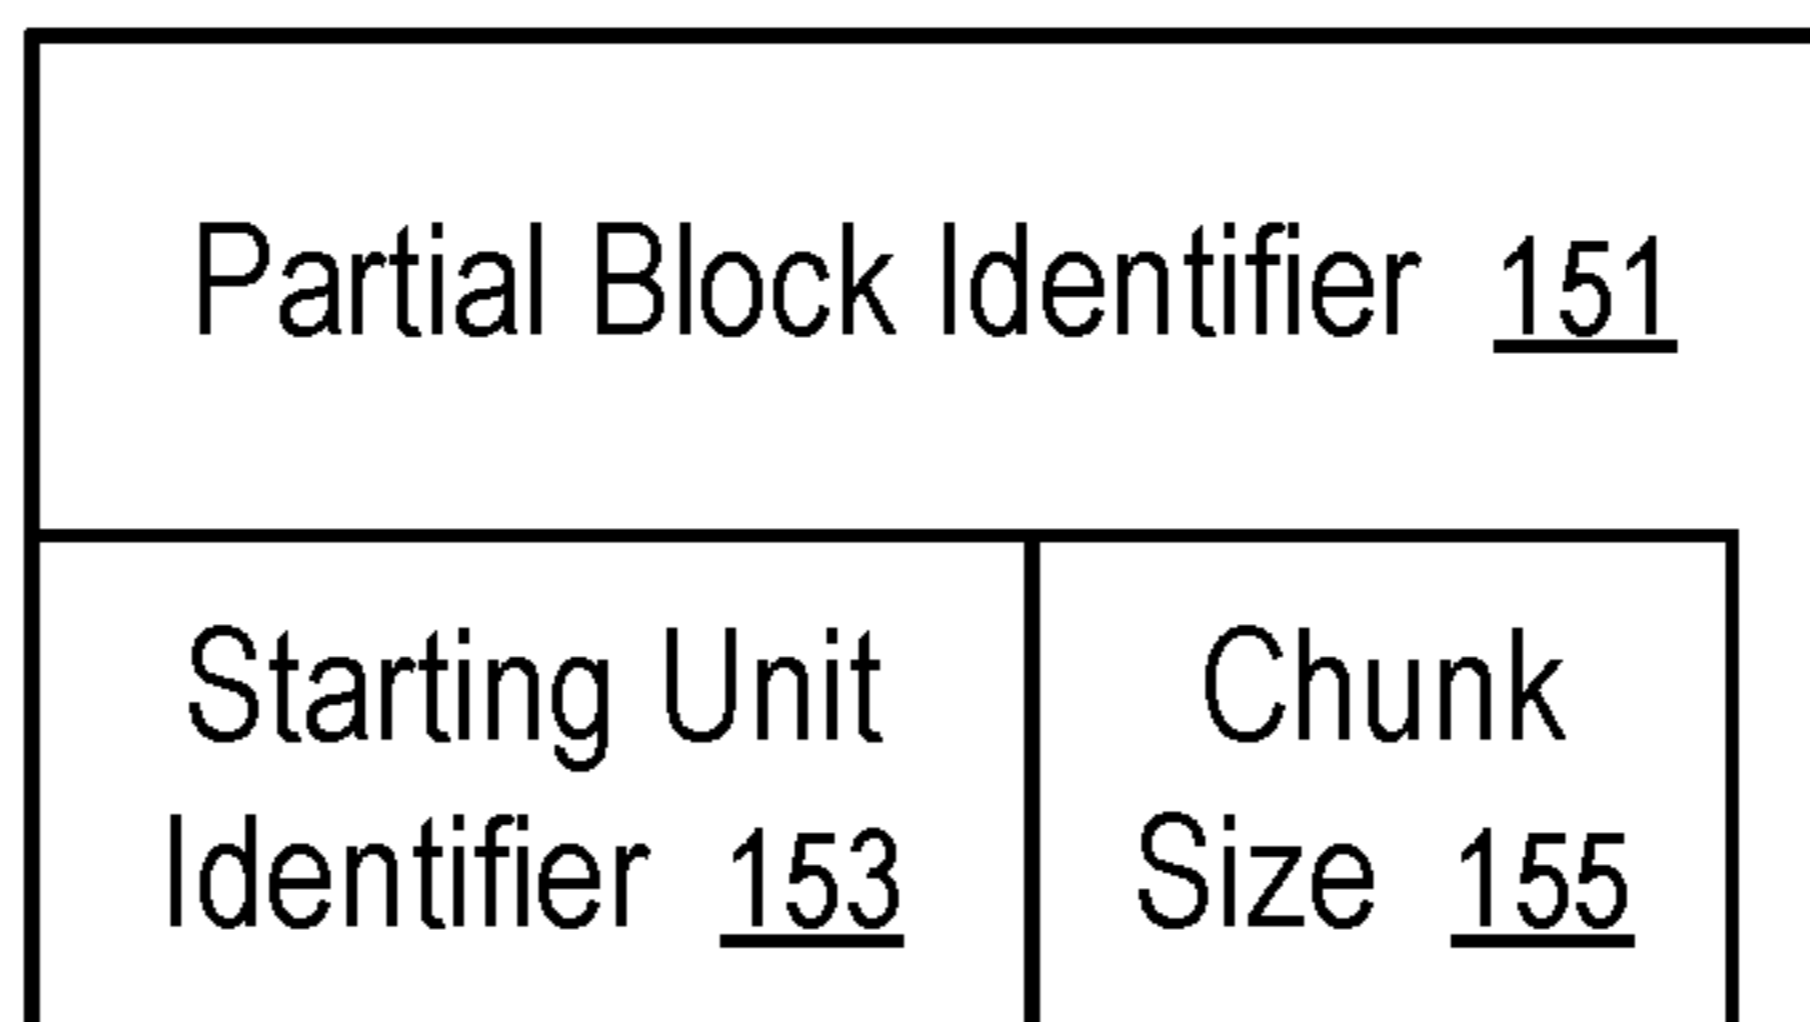 Partial Block Identifier 151
Starting Unit
Identifier 153
Chunk
Size 155